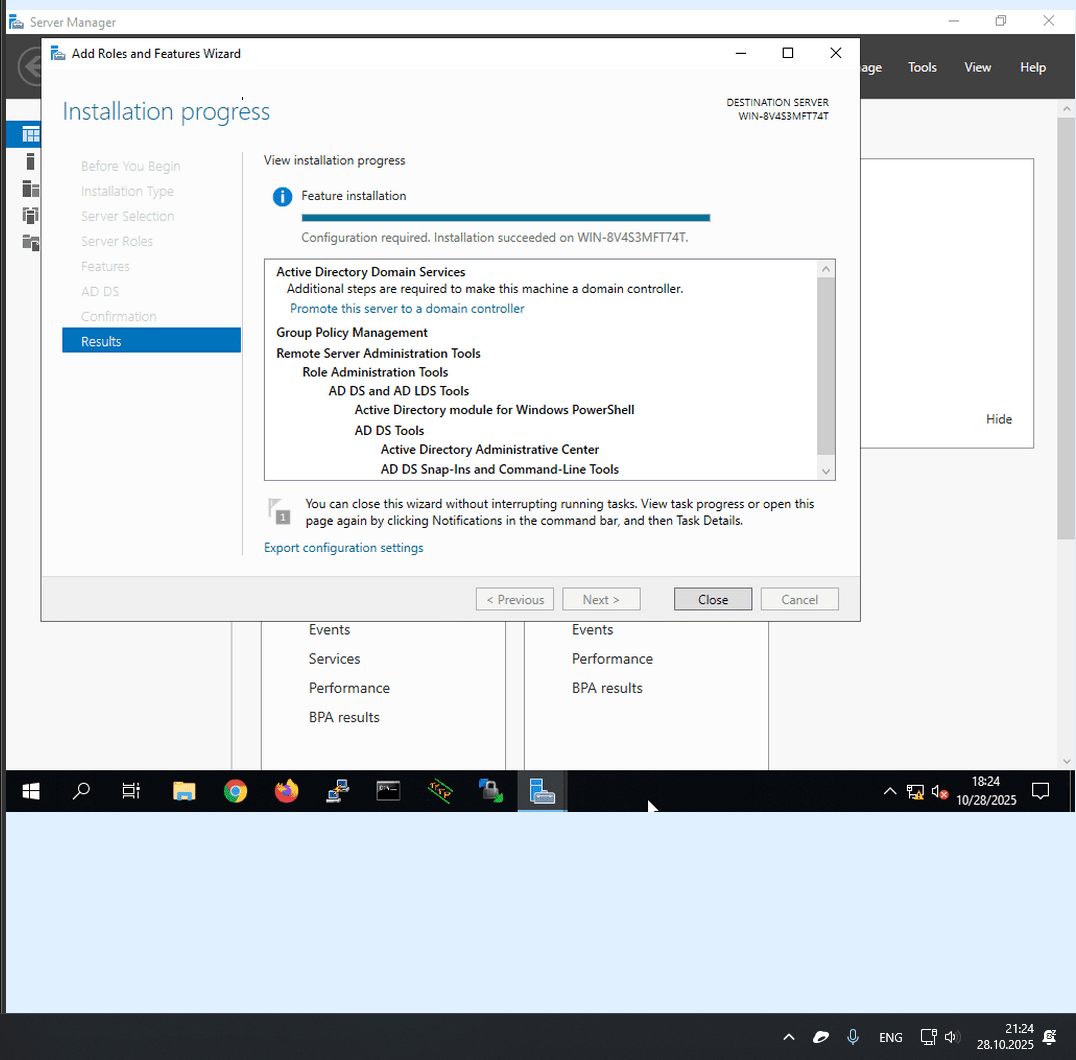 Server Manager
Add Roles and Features Wizard
age Tools View Help
Installation progress
DESTINATION SERVER
WIN-8V4S3MFT74T
Before You Begin
Installation Type
Server Selection
Server Roles
Features
AD DS
Confirmation
Results
View installation progress
Feature installation
Configuration required. Installation succeeded on WIN-8V4S3MFT74T.
Active Directory Domain Services
Additional steps are required to make this machine a domain controller.
Promote this server to a domain controller
Group Policy Management
Remote Server Administration Tools
Role Administration Tools
AD DS and AD LDS Tools
Active Directory module for Windows PowerShell
AD DS Tools
Active Directory Administrative Center
AD DS Snap-Ins and Command-Line Tools
Hide
1
You can close this wizard without interrupting running tasks. View task progress or open this
page again by clicking Notifications in the command bar, and then Task Details.
Export configuration settings
< Previous Next > Close Cancel
Events
Services
Performance
BPA results
Events
Performance
BPA results
18:24
10/28/2025
ENG
21:24
28.10.2025